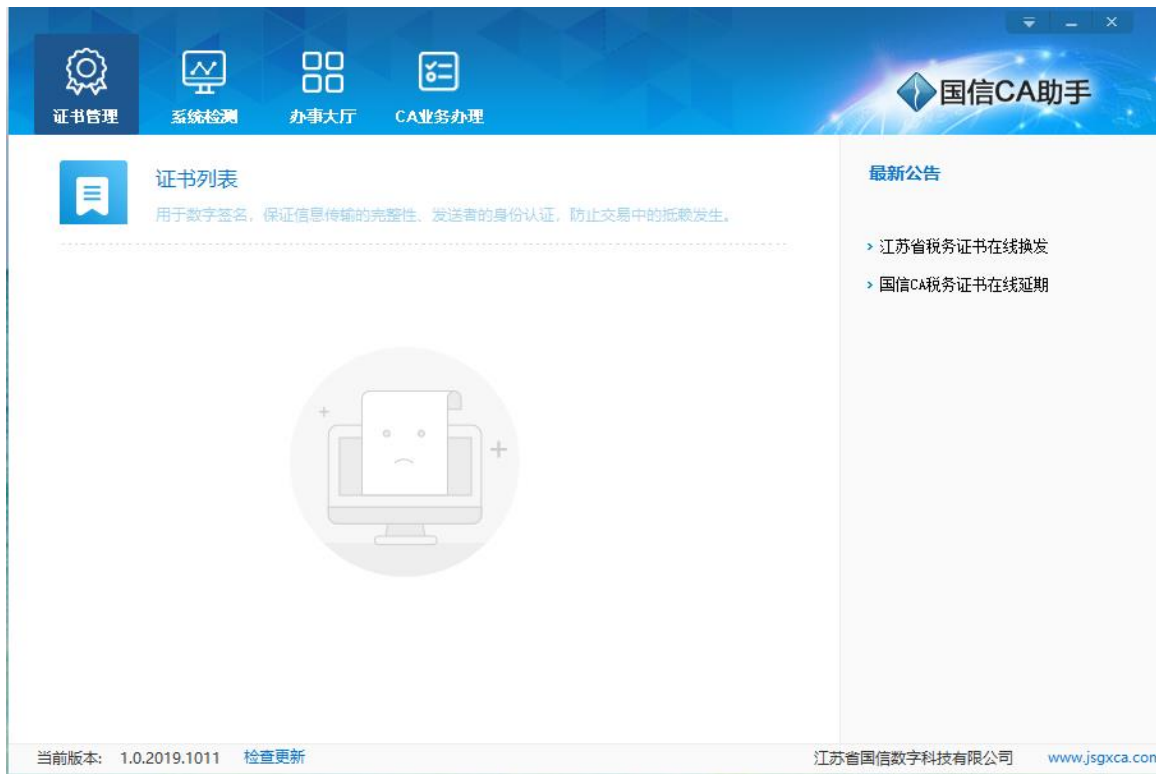 国信CA助手
证书管理
系统检测
办事大厅
CA业务办理
证书列表
用于数字签名，保证信息传输的完整性、发送者的身份认证，防止交易中的抵赖发生。
最新公告
江苏省税务证书在线换发
国信CA税务证书在线延期
当前版本: 1.0.2019.1011 检查更新
江苏省国信数字科技有限公司 www.jsgxca.com